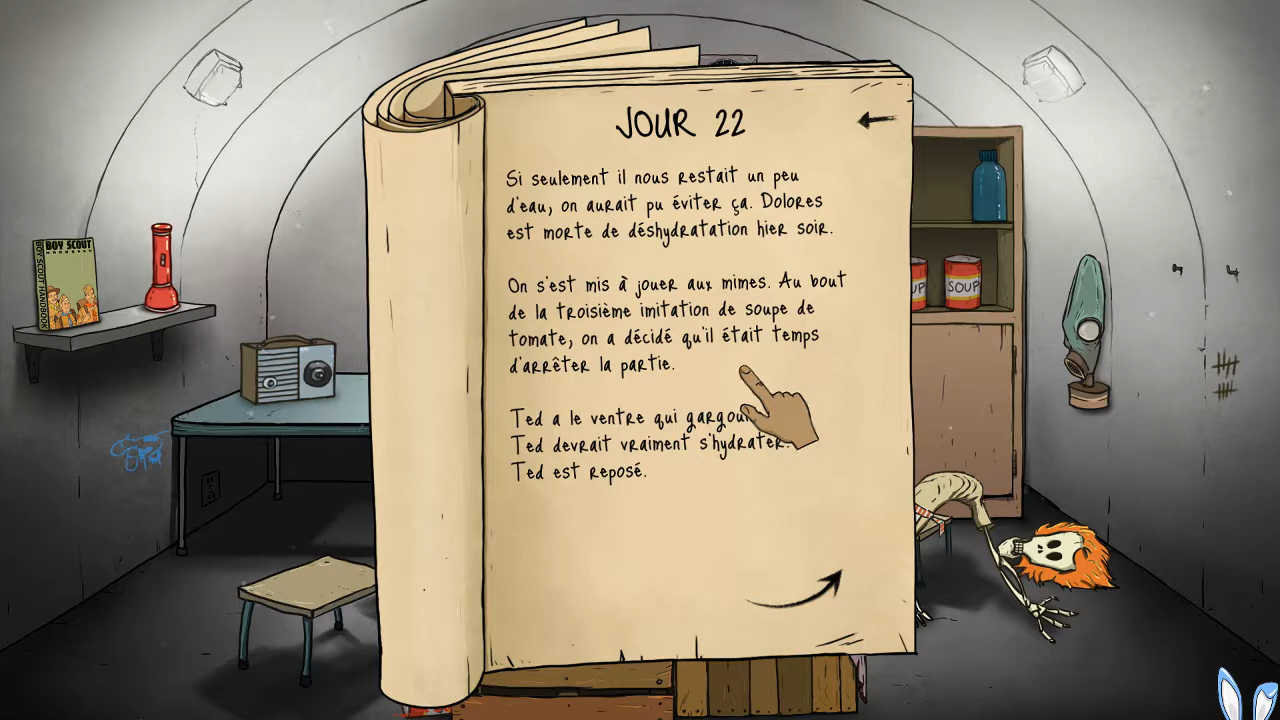 JOUR 22
Si seulement il nous restait un peu
d'eau, on aurait pu éviter ça. Dolores
est morte de déshydratation hier soir.
On s'est mis à jouer aux mimes. Au bout
de la troisième imitation de soupe de
tomate, on a décidé qu'il était temps
d'arrêter la partie.
Ted a le ventre qui
Ted devrait vraiment s'hydrater.
Ted est reposé.
BOY SCOUT
BOY SCOUT HANDBOOK
UP
SOUP